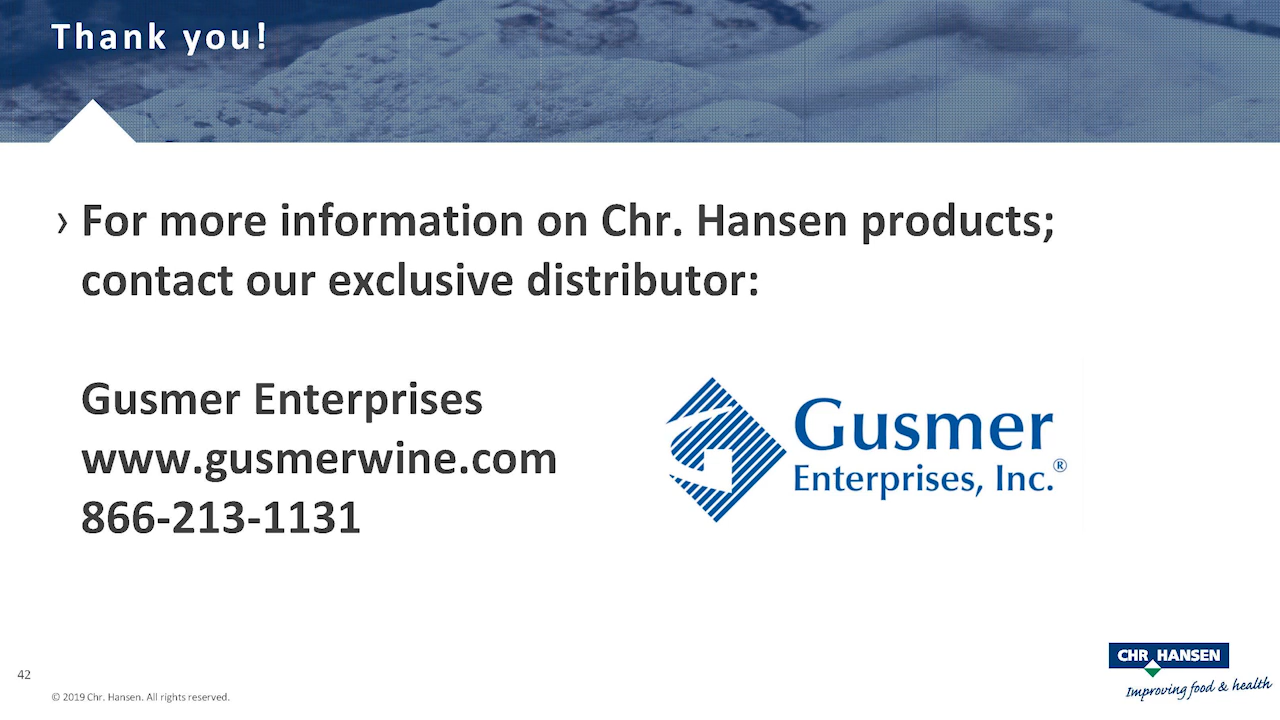 Thank you!
› For more information on Chr. Hansen products;
contact our exclusive distributor:
Gusmer Enterprises
www.gusmerwine.com
866-213-1131
Gusmer
Enterprises, Inc.®
CHR HANSEN
Improving food & health
42
© 2019 Chr. Hansen. All rights reserved.